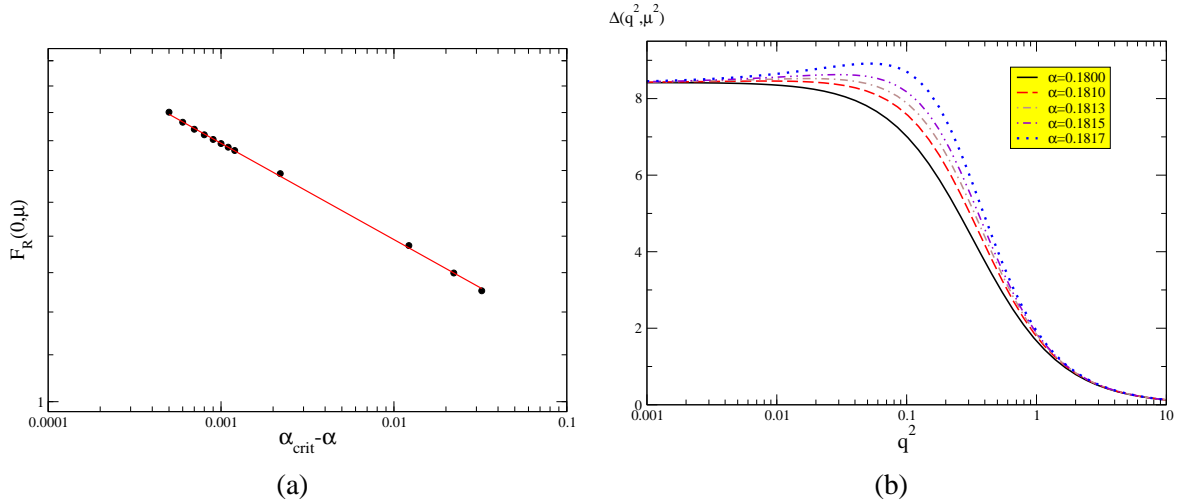 F_R(0,μ)
1
0.0001 0.001 0.01 0.1
α_crit-α
(a)
Δ(q²,μ²)
8
6
4
2
0
α=0.1800
α=0.1810
α=0.1813
α=0.1815
α=0.1817
0.001 0.01 0.1 1 10
q²
(b)